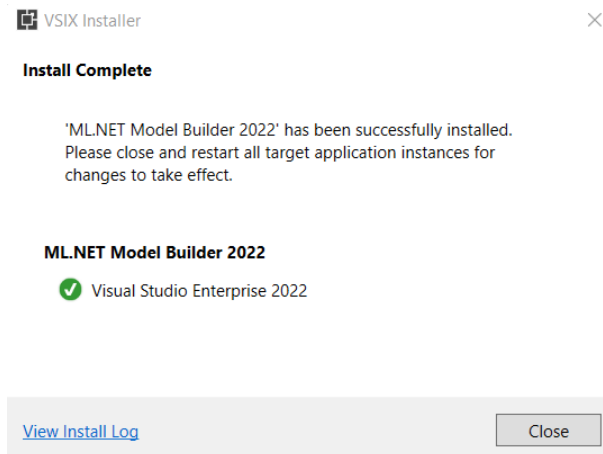 VSIX Installer
Install Complete
'ML.NET Model Builder 2022' has been successfully installed.
Please close and restart all target application instances for
changes to take effect.
ML.NET Model Builder 2022
Visual Studio Enterprise 2022
View Install Log
Close